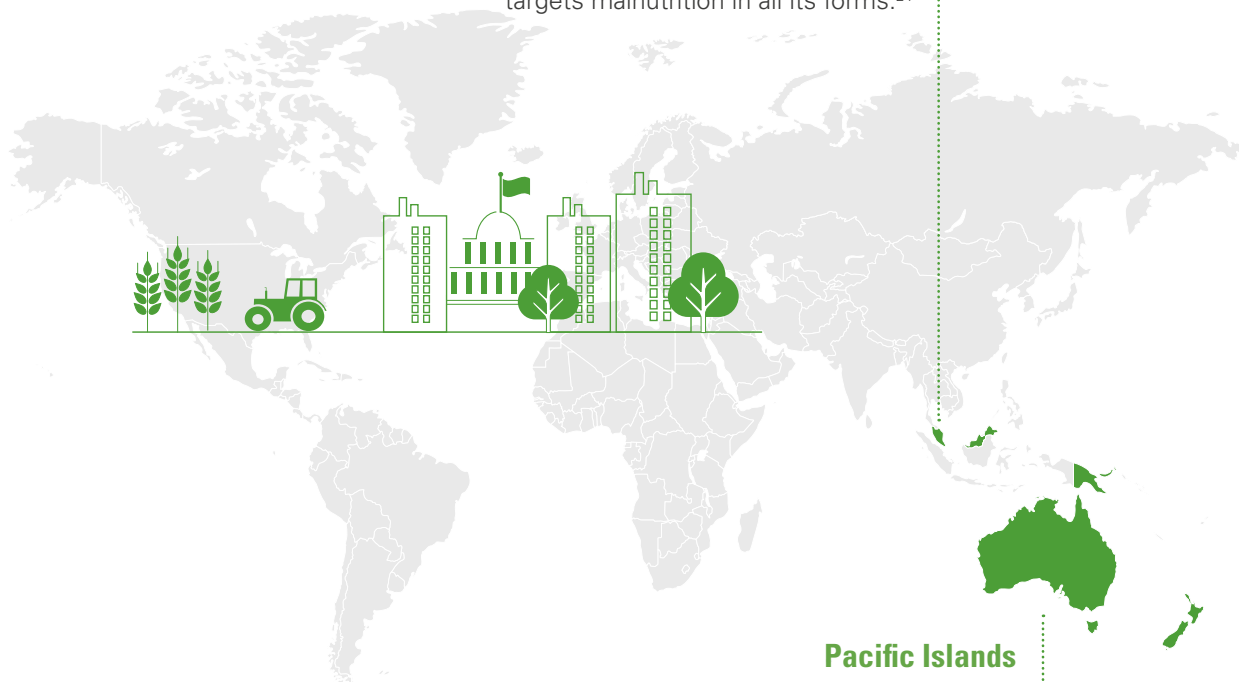 targets malnutrition in all its forms.
Pacific Islands